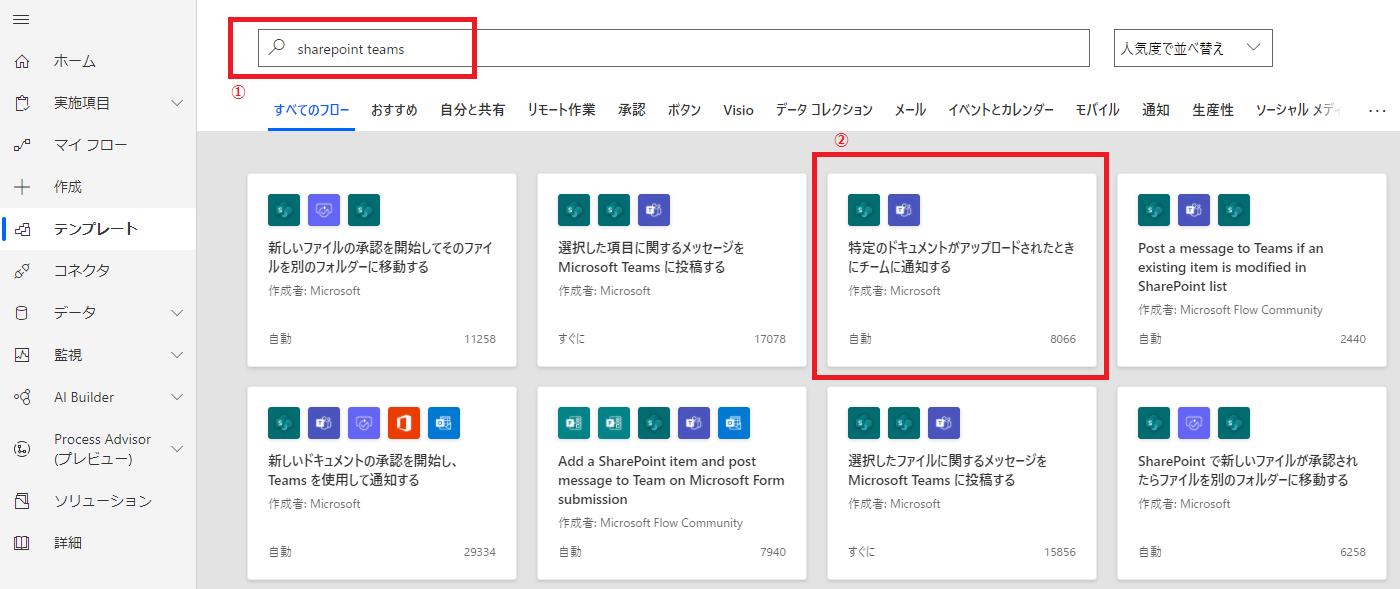 sharepoint teams
人気度で並べ替え
①
すべてのフロー おすすめ 自分と共有 リモート作業 承認 ボタン Visio データ コレクション メール イベントとカレンダー モバイル 通知 生産性 ソーシャル メデ
②
ホーム
実施項目
マイ フロー
作成
テンプレート
コネクタ
データ
監視
AI Builder
Process Advisor
(プレビュー)
ソリューション
詳細
新しいファイルの承認を開始してそのファイ
ルを別のフォルダーに移動する
作成者: Microsoft
自動 11258
選択した項目に関するメッセージを
Microsoft Teams に投稿する
作成者: Microsoft
すぐに 17078
特定のドキュメントがアップロードされたとき
にチームに通知する
作成者: Microsoft
自動 8066
Post a message to Teams if an
existing item is modified in
SharePoint list
作成者: Microsoft Flow Community
自動 2440
新しいドキュメントの承認を開始し、
Teams を使用して通知する
作成者: Microsoft
自動 29334
Add a SharePoint item and post
message to Team on Microsoft Form
submission
作成者: Microsoft Flow Community
自動 7940
選択したファイルに関するメッセージを
Microsoft Teams に投稿する
作成者: Microsoft
すぐに 15856
SharePoint で新しいファイルが承認され
たらファイルを別のフォルダーに移動する
作成者: Microsoft
自動 6258